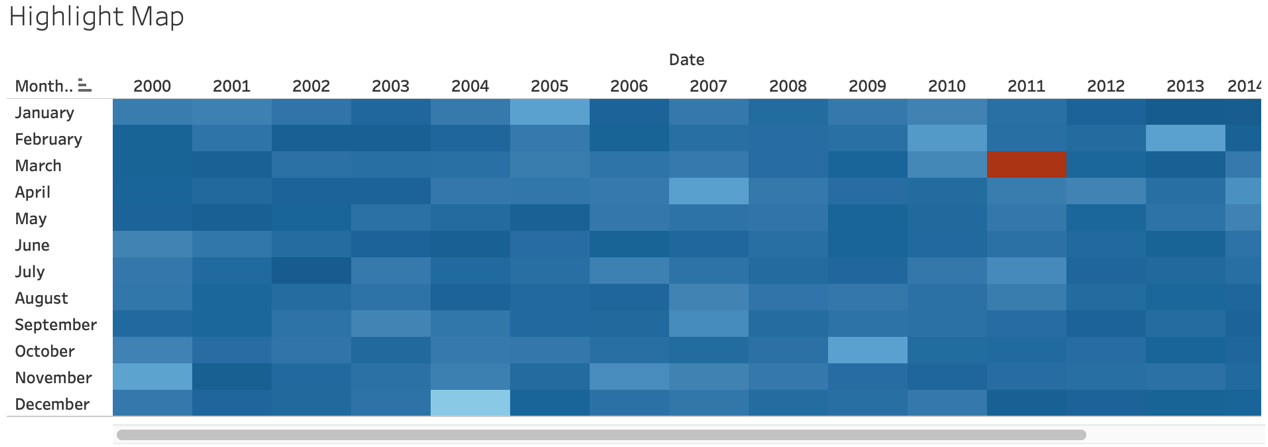 Highlight Map
Date
Month.. 2000 2001 2002 2003 2004 2005 2006 2007 2008 2009 2010 2011 2012 2013 2014
January
February
March
April
May
June
July
August
September
October
November
December